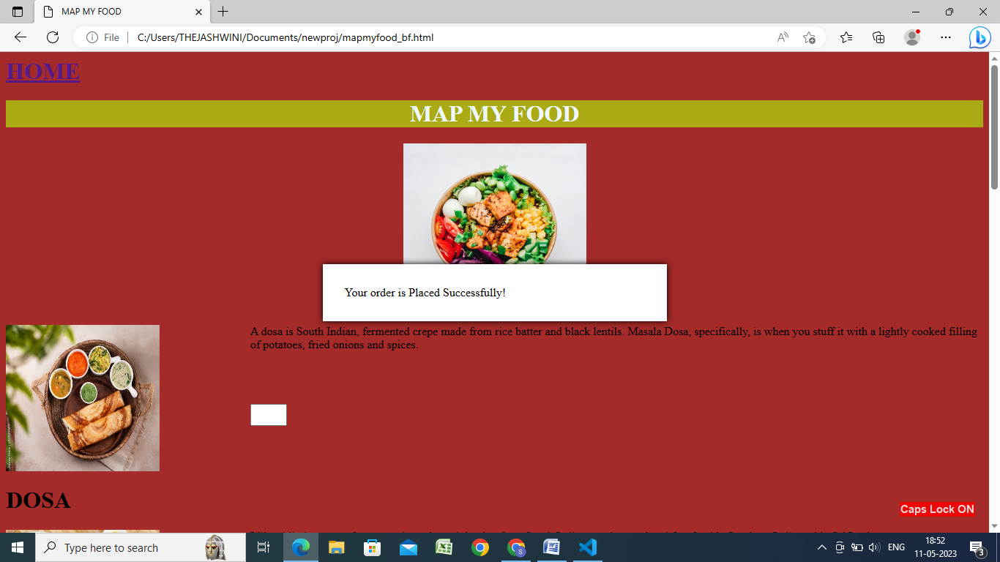 MAP MY FOOD
File
C:/Users/THEJASHWINI/Documents/newproj/mapmyfood_bf.html
HOME
MAP MY FOOD
Your order is Placed Successfully!
A dosa is South Indian, fermented crepe made from rice batter and black lentils. Masala Dosa, specifically, is when you stuff it with a lightly cooked filling
of potatoes, fried onions and spices.
DOSA
Caps Lock ON
Type here to search
ENG
18:52
11-05-2023
3